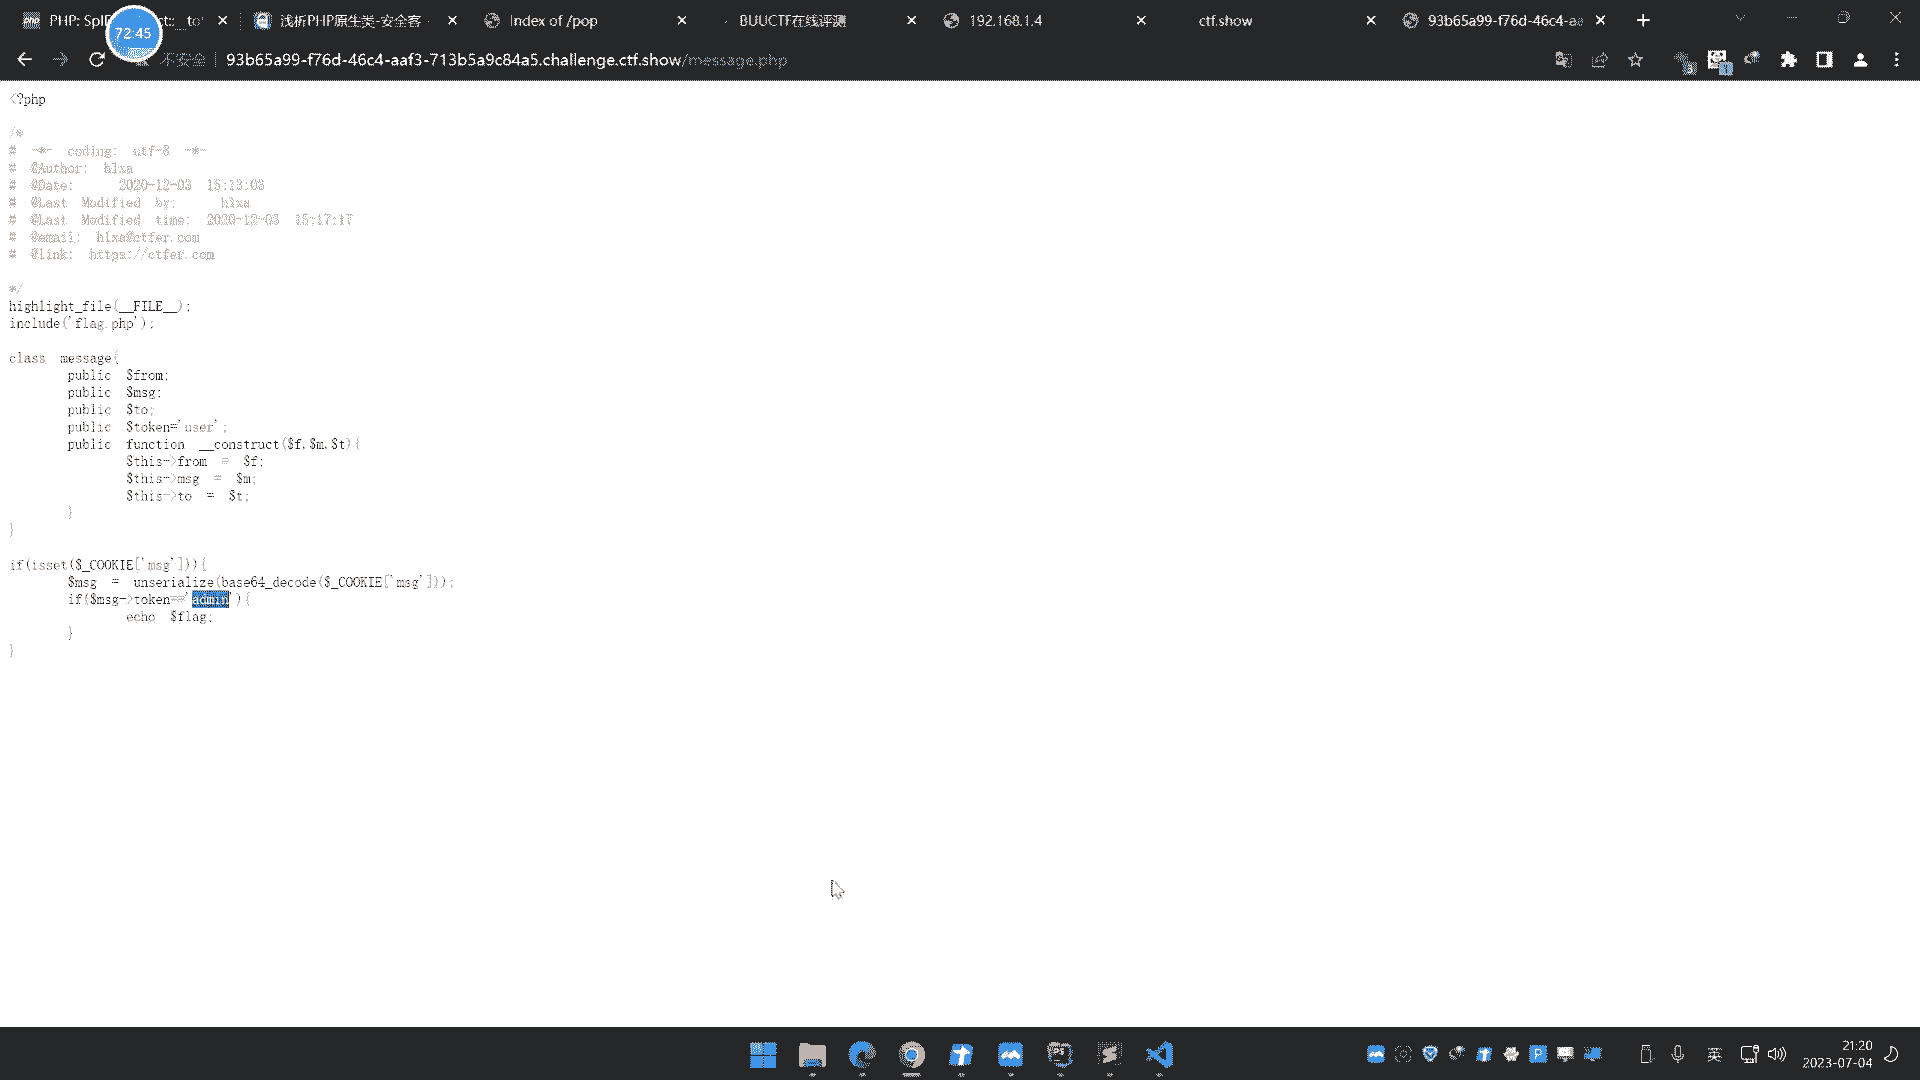 PHP: SplE
ct::__to'
浅析PHP原生类-安全客
Index of /pop
BUUCTF在线评测
192.168.1.4
ctf.show
93b65a99-f76d-46c4-aa
72:45
不安全
93b65a99-f76d-46c4-aaf3-713b5a9c84a5.challenge.ctf.show/message.php
<?php
/*
# -*- coding: utf-8 -*-
# @Author: h1xa
# @Date: 2020-12-03 15:13:03
# @Last Modified by: h1xa
# @Last Modified time: 2020-12-03 15:17:17
# @email: h1xa@ctfer.com
# @link: https://ctfer.com
*/
highlight_file(__FILE__);
include('flag.php');
class message{
public $from;
public $msg;
public $to;
public $token='user';
public function __construct($f,$m,$t){
$this->from = $f;
$this->msg = $m;
$this->to = $t;
}
}
if(isset($_COOKIE['msg'])){
$msg = unserialize(base64_decode($_COOKIE['msg']));
if($msg->token=='admin'){
echo $flag;
}
}
英
21:20
2023-07-04